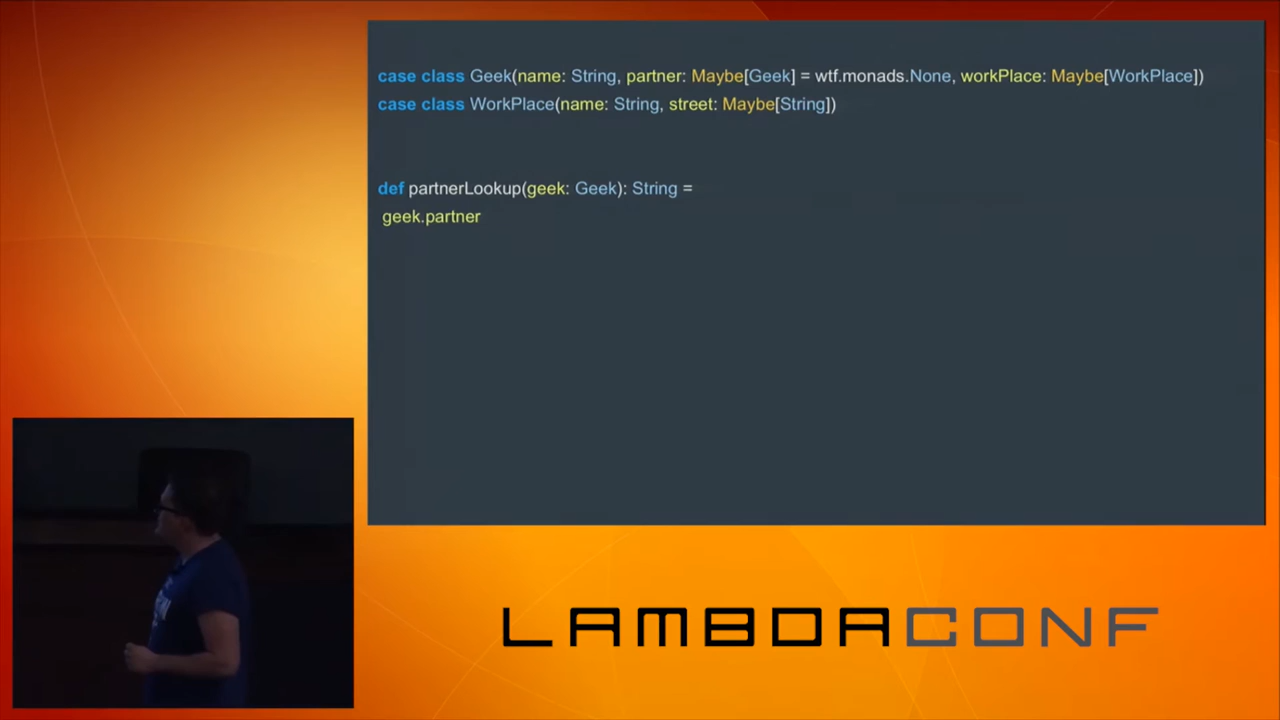 case class Geek(name: String, partner: Maybe[Geek] = wtf.monads.None, workPlace: Maybe[WorkPlace])
case class WorkPlace(name: String, street: Maybe[String])
def partnerLookup(geek: Geek): String =
geek.partner
LAMBDACONF